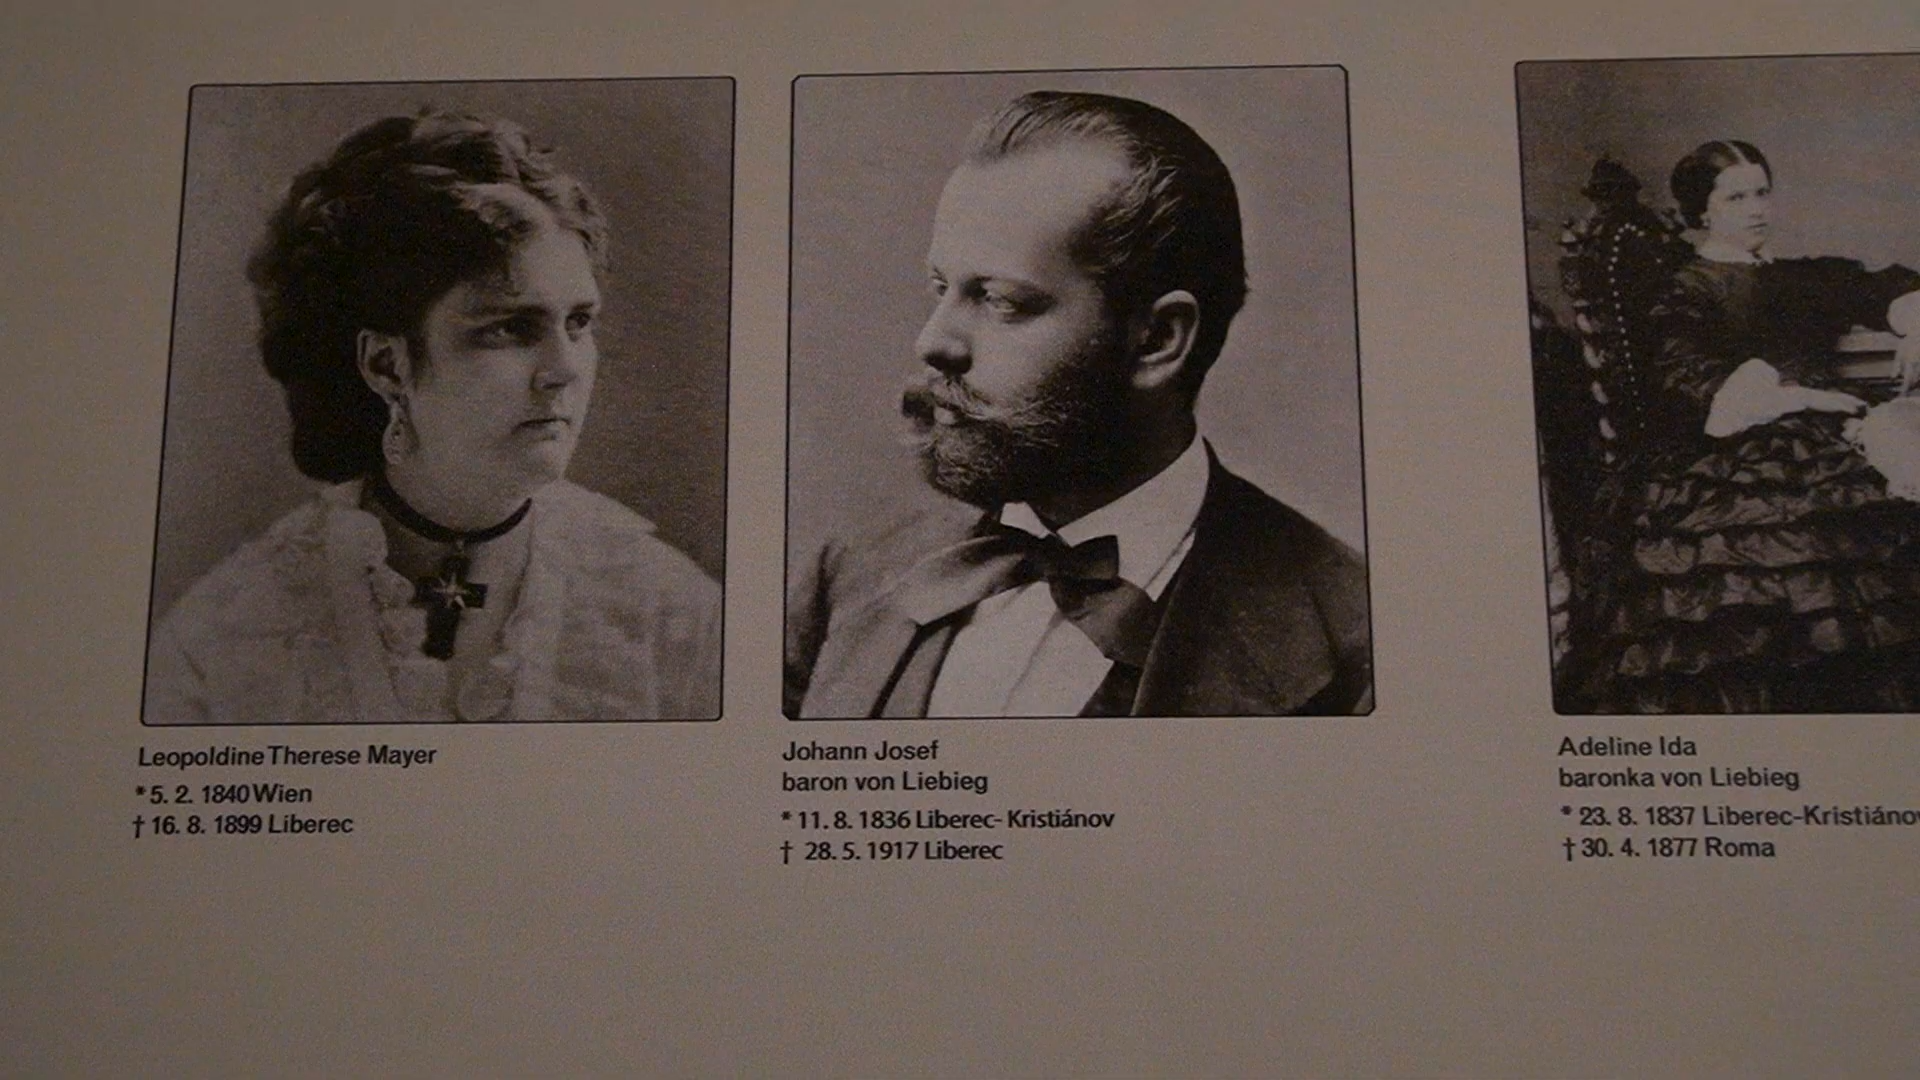 Leopoldine Therese Mayer
* 5. 2. 1840 Wien
† 16. 8. 1899 Liberec
Johann Josef
baron von Liebieg
* 11. 8. 1836 Liberec- Kristiánov
† 28. 5. 1917 Liberec
Adeline Ida
baronka von Liebieg
* 23. 8. 1837 Liberec-Kristiáno
† 30. 4. 1877 Roma